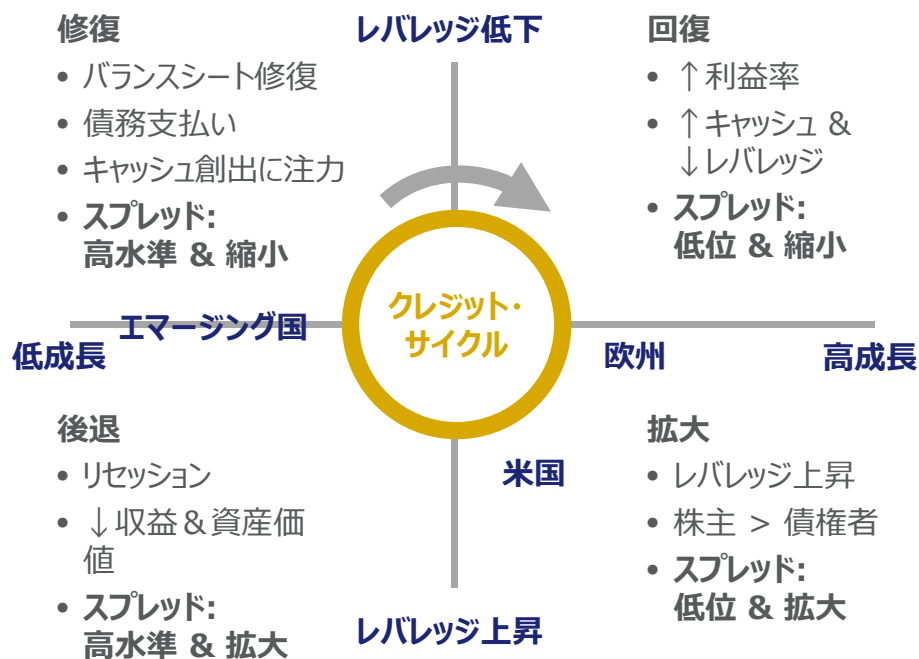 修復
• バランスシート修復
• 債務支払い
• キャッシュ創出に注力
• スプレッド:
高水準 & 縮小
レバレッジ低下
回復
• ↑利益率
• ↑キャッシュ &
↓レバレッジ
• スプレッド:
低位 & 縮小
クレジット・
サイクル
エマージング国
低成長
欧州
高成長
後退
• リセッション
• ↓収益&資産価
値
• スプレッド:
高水準 & 拡大
米国
レバレッジ上昇
拡大
• レバレッジ上昇
• 株主 > 債権者
• スプレッド:
低位 & 拡大